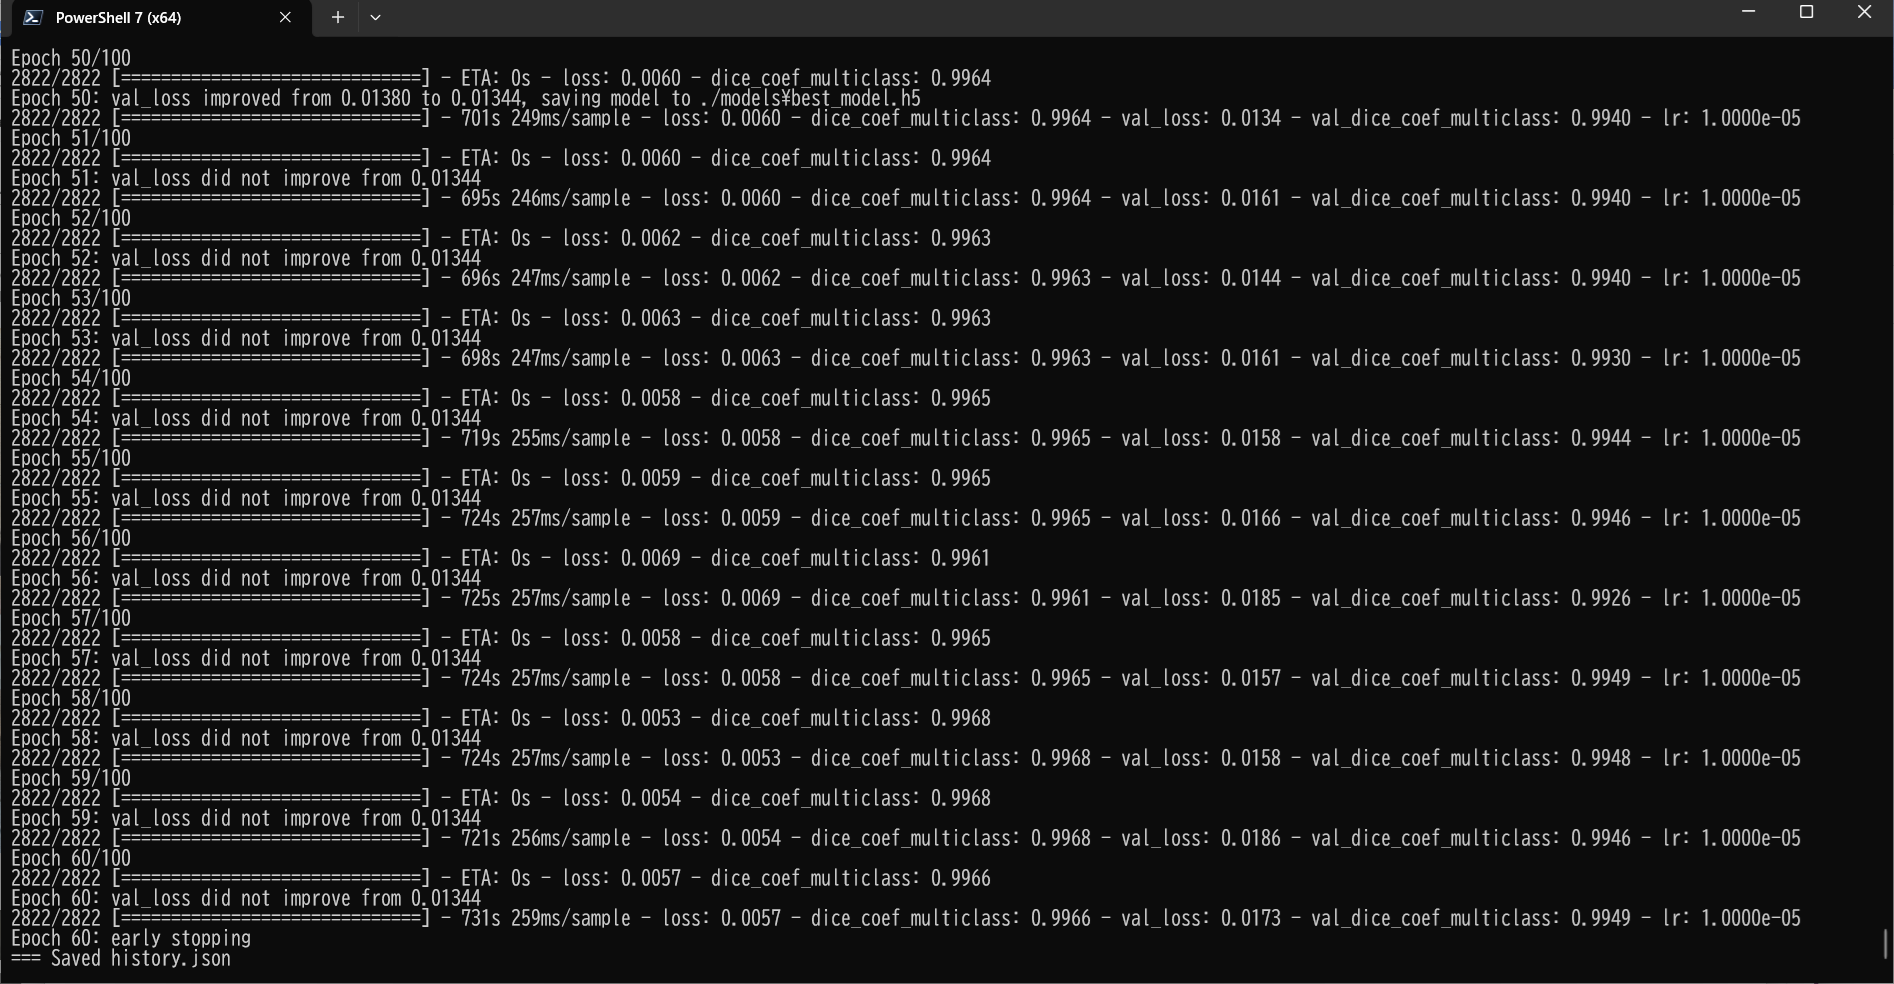 PowerShell 7 (x64)
Epoch 50/100
2822/2822 [==============================] - ETA: 0s - loss: 0.0060 - dice_coef_multiclass: 0.9964
Epoch 50: val_loss improved from 0.01380 to 0.01344, saving model to ./models¥best_model.h5
2822/2822 [==============================] - 701s 249ms/sample - loss: 0.0060 - dice_coef_multiclass: 0.9964 - val_loss: 0.0134 - val_dice_coef_multiclass: 0.9940 - lr: 1.0000e-05
Epoch 51/100
2822/2822 [==============================] - ETA: 0s - loss: 0.0060 - dice_coef_multiclass: 0.9964
Epoch 51: val_loss did not improve from 0.01344
2822/2822 [==============================] - 695s 246ms/sample - loss: 0.0060 - dice_coef_multiclass: 0.9964 - val_loss: 0.0161 - val_dice_coef_multiclass: 0.9940 - lr: 1.0000e-05
Epoch 52/100
2822/2822 [==============================] - ETA: 0s - loss: 0.0062 - dice_coef_multiclass: 0.9963
Epoch 52: val_loss did not improve from 0.01344
2822/2822 [==============================] - 696s 247ms/sample - loss: 0.0062 - dice_coef_multiclass: 0.9963 - val_loss: 0.0144 - val_dice_coef_multiclass: 0.9940 - lr: 1.0000e-05
Epoch 53/100
2822/2822 [==============================] - ETA: 0s - loss: 0.0063 - dice_coef_multiclass: 0.9963
Epoch 53: val_loss did not improve from 0.01344
2822/2822 [==============================] - 698s 247ms/sample - loss: 0.0063 - dice_coef_multiclass: 0.9963 - val_loss: 0.0161 - val_dice_coef_multiclass: 0.9930 - lr: 1.0000e-05
Epoch 54/100
2822/2822 [==============================] - ETA: 0s - loss: 0.0058 - dice_coef_multiclass: 0.9965
Epoch 54: val_loss did not improve from 0.01344
2822/2822 [==============================] - 719s 255ms/sample - loss: 0.0058 - dice_coef_multiclass: 0.9965 - val_loss: 0.0158 - val_dice_coef_multiclass: 0.9944 - lr: 1.0000e-05
Epoch 55/100
2822/2822 [==============================] - ETA: 0s - loss: 0.0059 - dice_coef_multiclass: 0.9965
Epoch 55: val_loss did not improve from 0.01344
2822/2822 [==============================] - 724s 257ms/sample - loss: 0.0059 - dice_coef_multiclass: 0.9965 - val_loss: 0.0166 - val_dice_coef_multiclass: 0.9946 - lr: 1.0000e-05
Epoch 56/100
2822/2822 [==============================] - ETA: 0s - loss: 0.0069 - dice_coef_multiclass: 0.9961
Epoch 56: val_loss did not improve from 0.01344
2822/2822 [==============================] - 725s 257ms/sample - loss: 0.0069 - dice_coef_multiclass: 0.9961 - val_loss: 0.0185 - val_dice_coef_multiclass: 0.9926 - lr: 1.0000e-05
Epoch 57/100
2822/2822 [==============================] - ETA: 0s - loss: 0.0058 - dice_coef_multiclass: 0.9965
Epoch 57: val_loss did not improve from 0.01344
2822/2822 [==============================] - 724s 257ms/sample - loss: 0.0058 - dice_coef_multiclass: 0.9965 - val_loss: 0.0157 - val_dice_coef_multiclass: 0.9949 - lr: 1.0000e-05
Epoch 58/100
2822/2822 [==============================] - ETA: 0s - loss: 0.0053 - dice_coef_multiclass: 0.9968
Epoch 58: val_loss did not improve from 0.01344
2822/2822 [==============================] - 724s 257ms/sample - loss: 0.0053 - dice_coef_multiclass: 0.9968 - val_loss: 0.0158 - val_dice_coef_multiclass: 0.9948 - lr: 1.0000e-05
Epoch 59/100
2822/2822 [==============================] - ETA: 0s - loss: 0.0054 - dice_coef_multiclass: 0.9968
Epoch 59: val_loss did not improve from 0.01344
2822/2822 [==============================] - 721s 256ms/sample - loss: 0.0054 - dice_coef_multiclass: 0.9968 - val_loss: 0.0186 - val_dice_coef_multiclass: 0.9946 - lr: 1.0000e-05
Epoch 60/100
2822/2822 [==============================] - ETA: 0s - loss: 0.0057 - dice_coef_multiclass: 0.9966
Epoch 60: val_loss did not improve from 0.01344
2822/2822 [==============================] - 731s 259ms/sample - loss: 0.0057 - dice_coef_multiclass: 0.9966 - val_loss: 0.0173 - val_dice_coef_multiclass: 0.9949 - lr: 1.0000e-05
Epoch 60: early stopping
=== Saved history.json